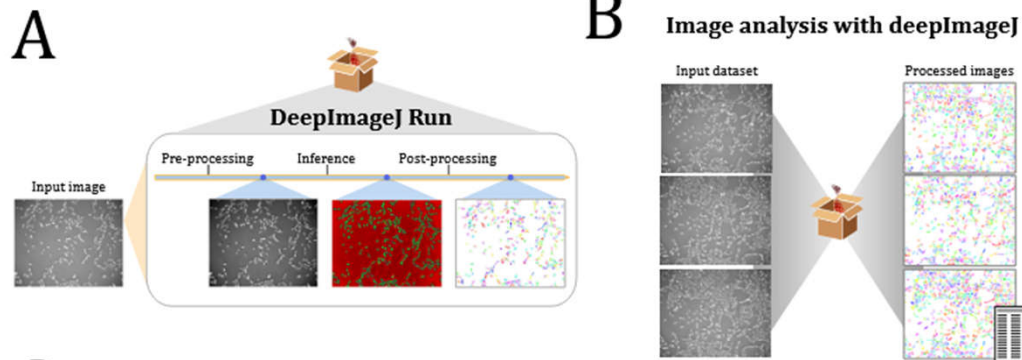 A
DeepImageJ Run
Pre-processing
Inference
Post-processing
Input image
B
Image analysis with deepImageJ
Input dataset
Processed images